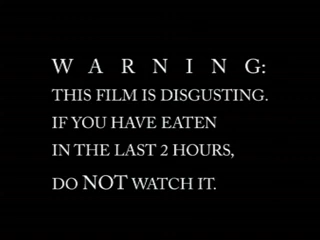 W A R N I N G:
THIS FILM IS DISGUSTING.
IF YOU HAVE EATEN
IN THE LAST 2 HOURS,
DO NOT WATCH IT.